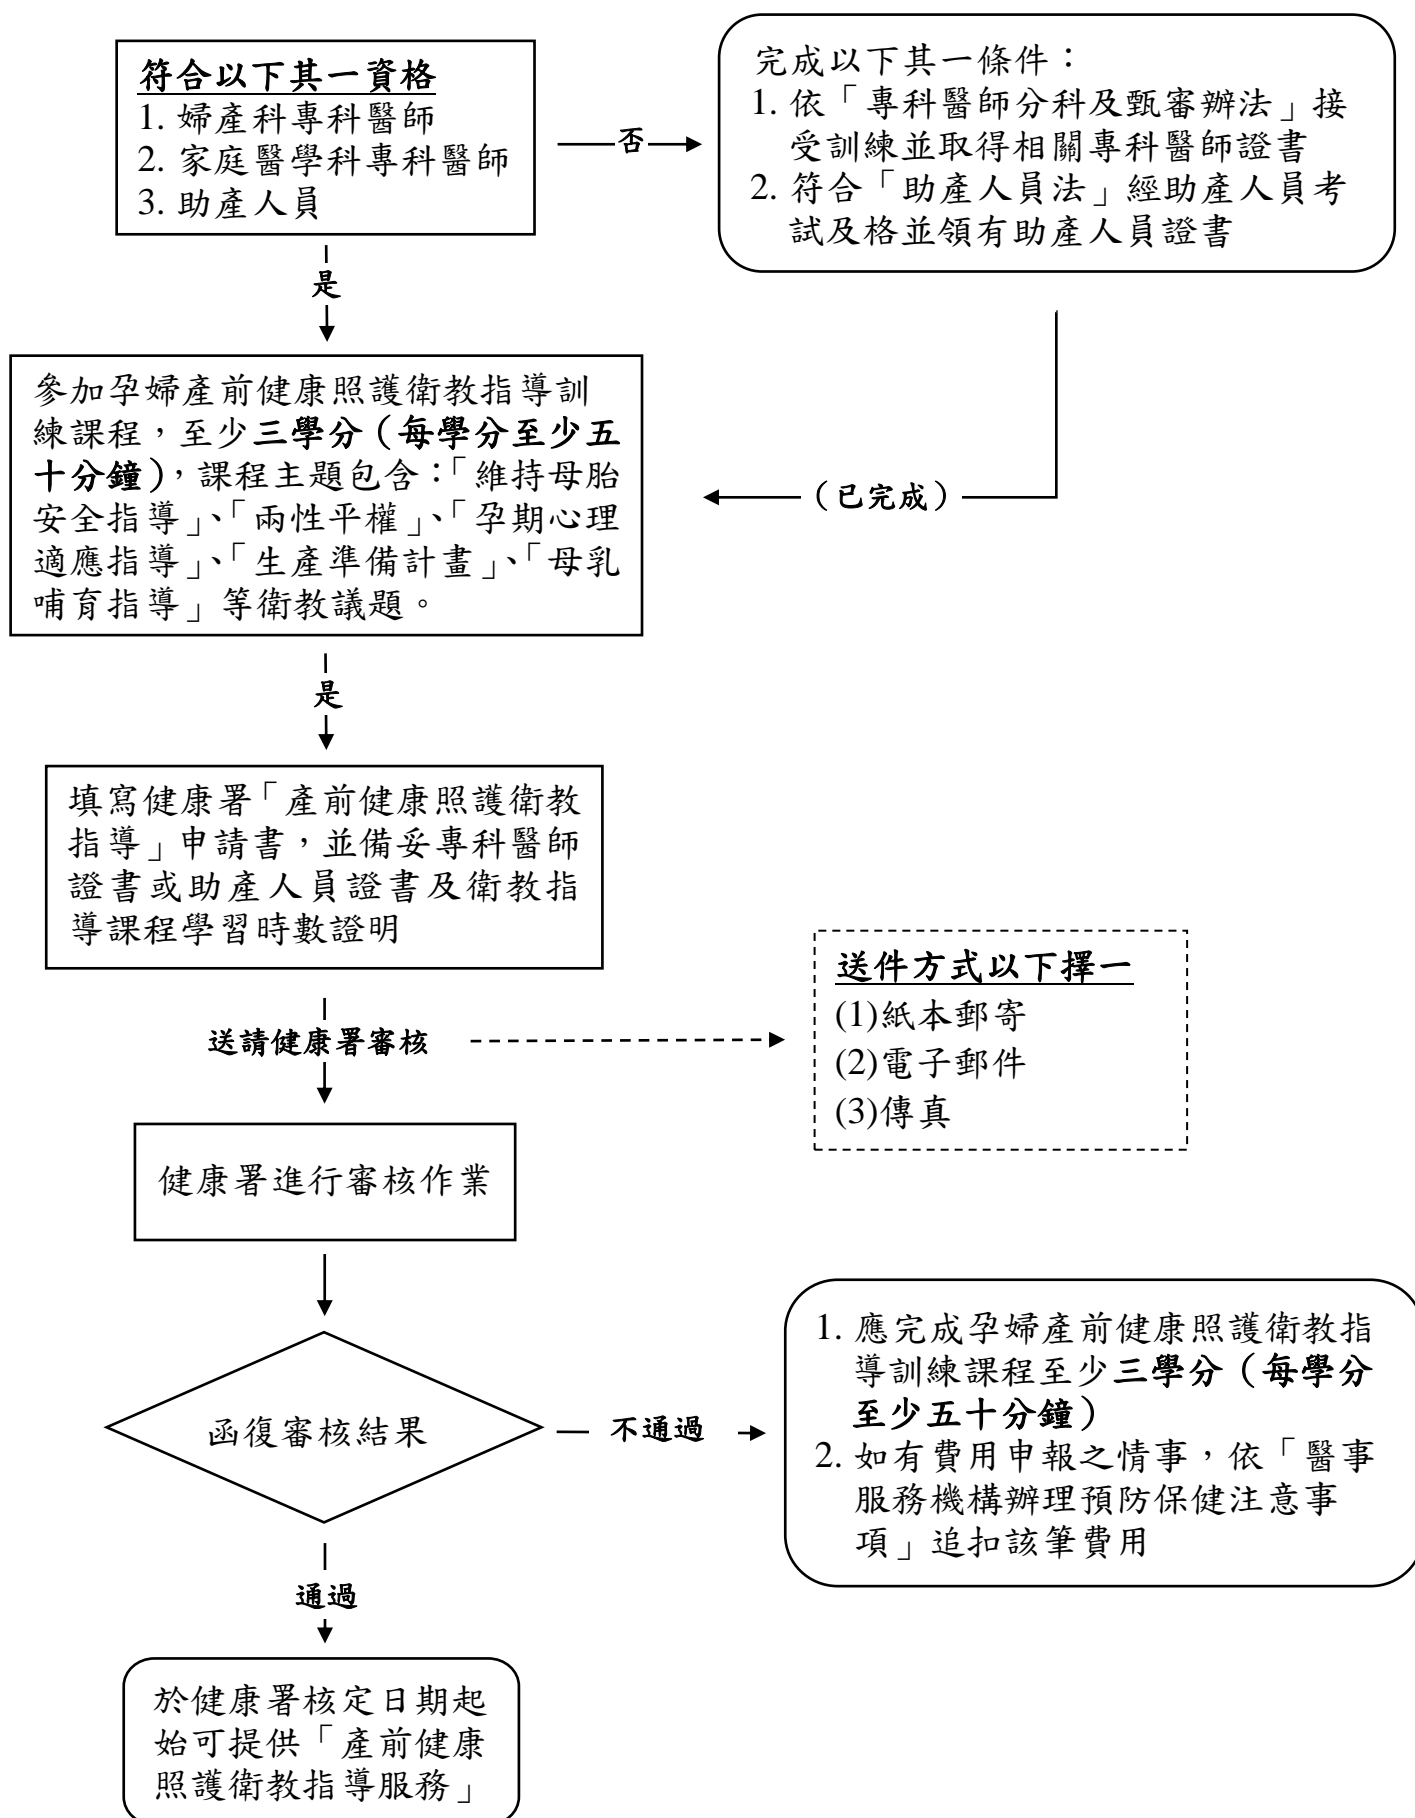 符合以下其一資格
1. 婦產科專科醫師
2. 家庭醫學科專科醫師
3. 助產人員
否
完成以下其一條件：
1. 依「專科醫師分科及甄審辦法」接
受訓練並取得相關專科醫師證書
2. 符合「助產人員法」經助產人員考
試及格並領有助產人員證書
是
參加孕婦產前健康照護衛教指導訓
練課程，至少三學分（每學分至少五
十分鐘），課程主題包含：「維持母胎
安全指導」、「兩性平權」、「孕期心理
適應指導」、「生產準備計畫」、「母乳
哺育指導」等衛教議題。
（已完成）
是
填寫健康署「產前健康照護衛教
指導」申請書，並備妥專科醫師
證書或助產人員證書及衛教指
導課程學習時數證明
送請健康署審核
送件方式以下擇一
(1)紙本郵寄
(2)電子郵件
(3)傳真
健康署進行審核作業
函復審核結果
不通過
1. 應完成孕婦產前健康照護衛教指
導訓練課程至少三學分（每學分
至少五十分鐘）
2. 如有費用申報之情事，依「醫事
服務機構辦理預防保健注意事
項」追扣該筆費用
通過
於健康署核定日期起
始可提供「產前健康
照護衛教指導服務」